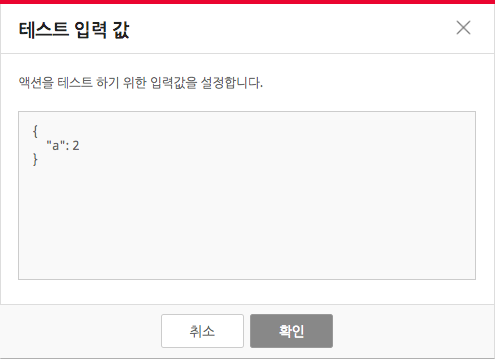 테스트 입력 값
액션을 테스트 하기 위한 입력값을 설정합니다.
{
"a": 2
}
취소
확인